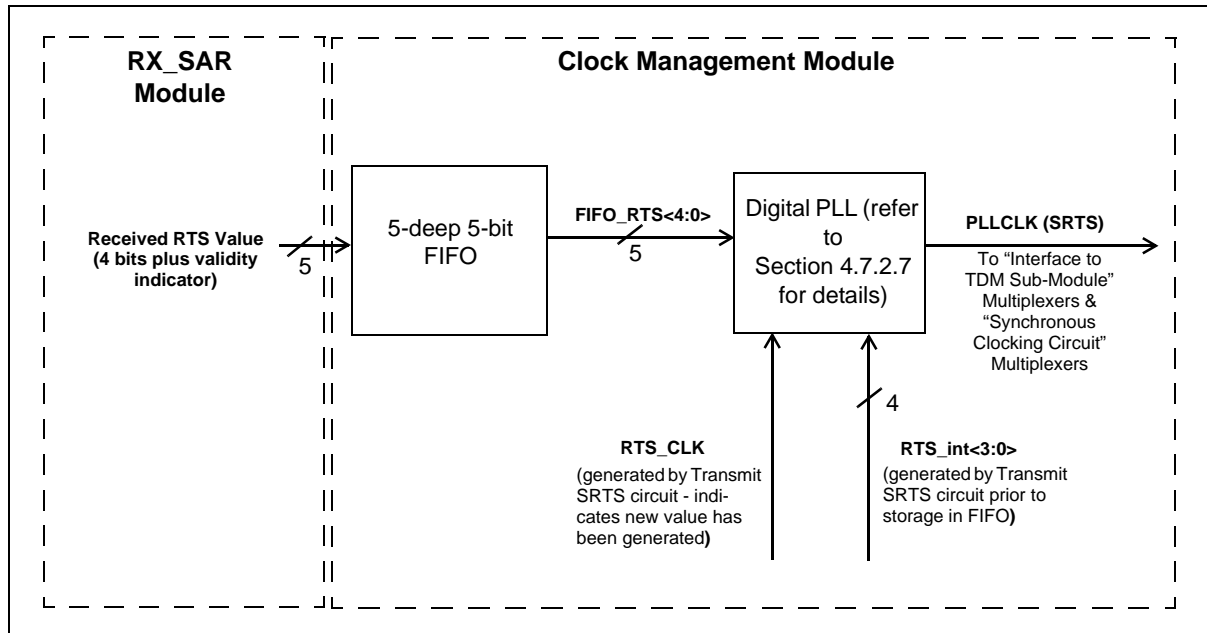 RX_SAR
Module
Clock Management Module
Received RTS Value
(4 bits plus validity
indicator)
5
5-deep 5-bit
FIFO
FIFO_RTS<4:0>
5
Digital PLL (refer
to
Section 4.7.2.7
for details)
PLLCLK (SRTS)
To “Interface to
TDM Sub-Module”
Multiplexers &
“Synchronous
Clocking Circuit”
Multiplexers
4
RTS_CLK
(generated by Transmit
SRTS circuit - indi-
cates new value has
been generated)
RTS_int<3:0>
(generated by Transmit
SRTS circuit prior to
storage in FIFO)